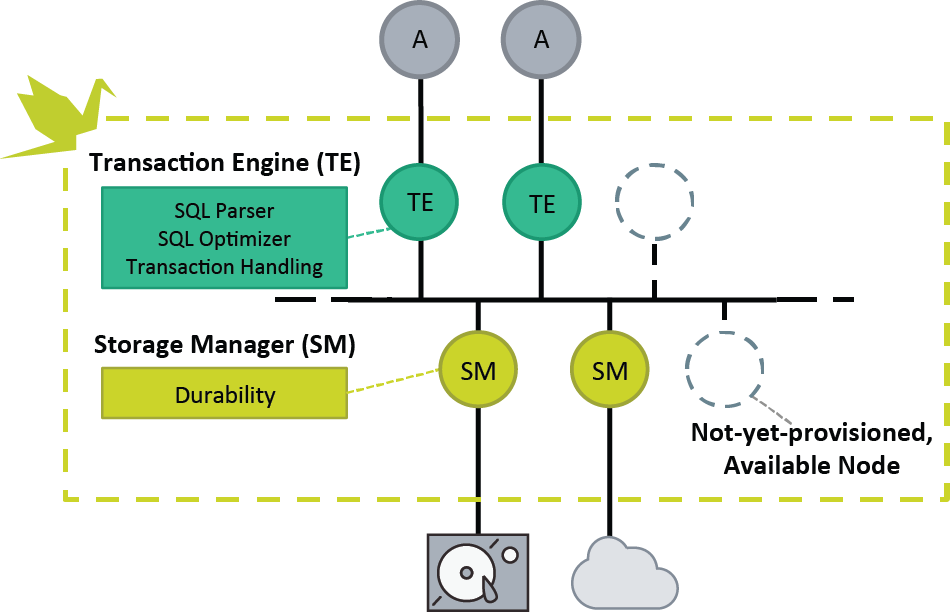 A
A
Transaction Engine (TE)
SQL Parser
SQL Optimizer
Transaction Handling
TE
TE
Storage Manager (SM)
Durability
SM
SM
Not-yet-provisioned,
Available Node